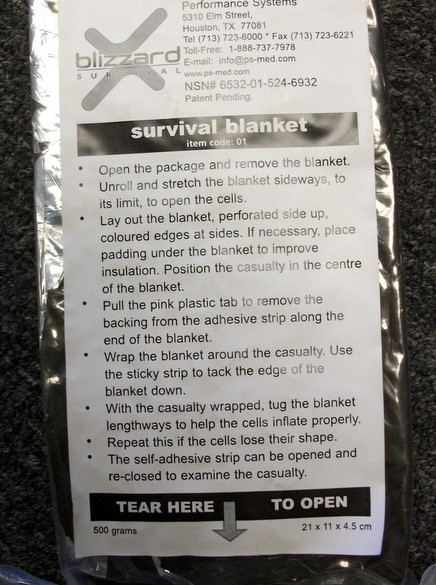 Performance Systems
5310 Elm Street,
Houston, TX 77081
Tel (713) 723-6000 * Fax (713) 723-6221
Toll-Free: 1-888-737-7978
E-mail: info@ps-med.com
www.ps-med.com
NSN# 6532-01-524-6932
Patent Pending.
blizzard
SURVIVAL
survival blanket
item code: 01
• Open the package and remove the blanket.
• Unroll and stretch the blanket sideways, to
its limit, to open the cells.
• Lay out the blanket, perforated side up,
coloured edges at sides. If necessary, place
padding under the blanket to improve
insulation. Position the casualty in the centre
of the blanket.
• Pull the pink plastic tab to remove the
backing from the adhesive strip along the
end of the blanket.
• Wrap the blanket around the casualty. Use
the sticky strip to tack the edge of the
blanket down.
• With the casualty wrapped, tug the blanket
lengthways to help the cells inflate properly.
• Repeat this if the cells lose their shape.
• The self-adhesive strip can be opened and
re-closed to examine the casualty.
TEAR HERE TO OPEN
500 grams 21 x 11 x 4.5 cm